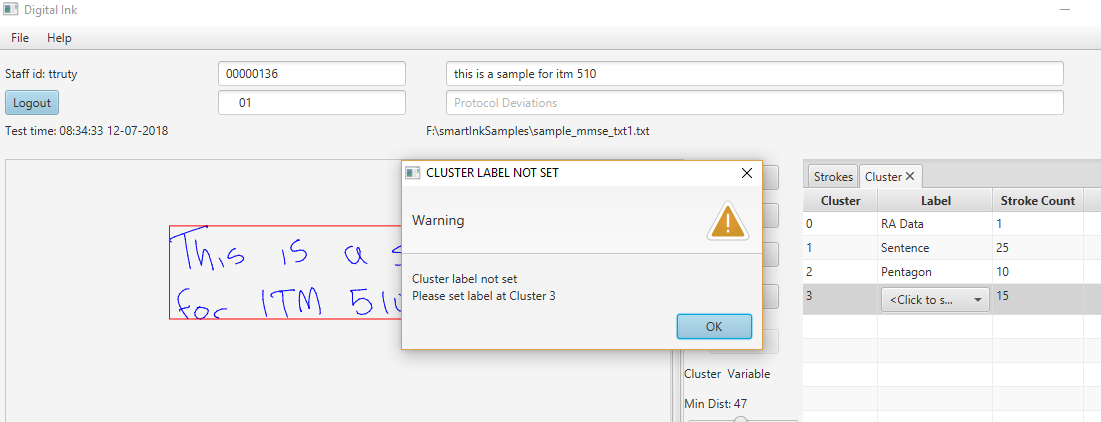 Digital Ink
File Help
Staff id: ttruty
00000136
this is a sample for itm 510
Logout
01
Protocol Deviations
Test time: 08:34:33 12-07-2018
F:\smartInkSamples\sample_mmse_txt1.txt
This is a s
for ITM 510
CLUSTER LABEL NOT SET
Warning
Cluster label not set
Please set label at Cluster 3
OK
Cluster Variable
Min Dist: 47
Strokes Cluster
Cluster Label Stroke Count
0 RA Data 1
1 Sentence 25
2 Pentagon 10
3 <Click to s... 15